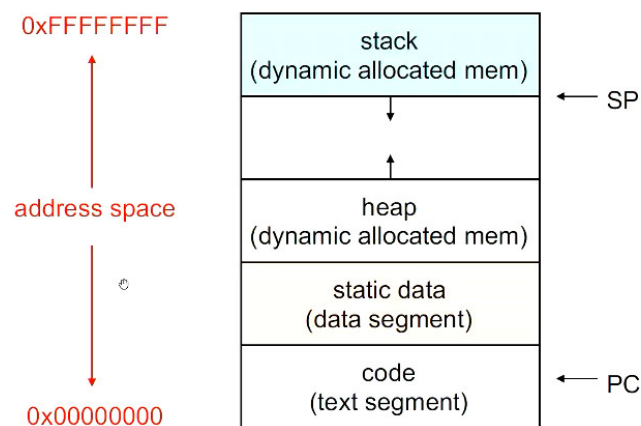 0xFFFFFFFF
stack
(dynamic allocated mem)
SP
address space
heap
(dynamic allocated mem)
static data
(data segment)
code
(text segment)
PC
0x00000000